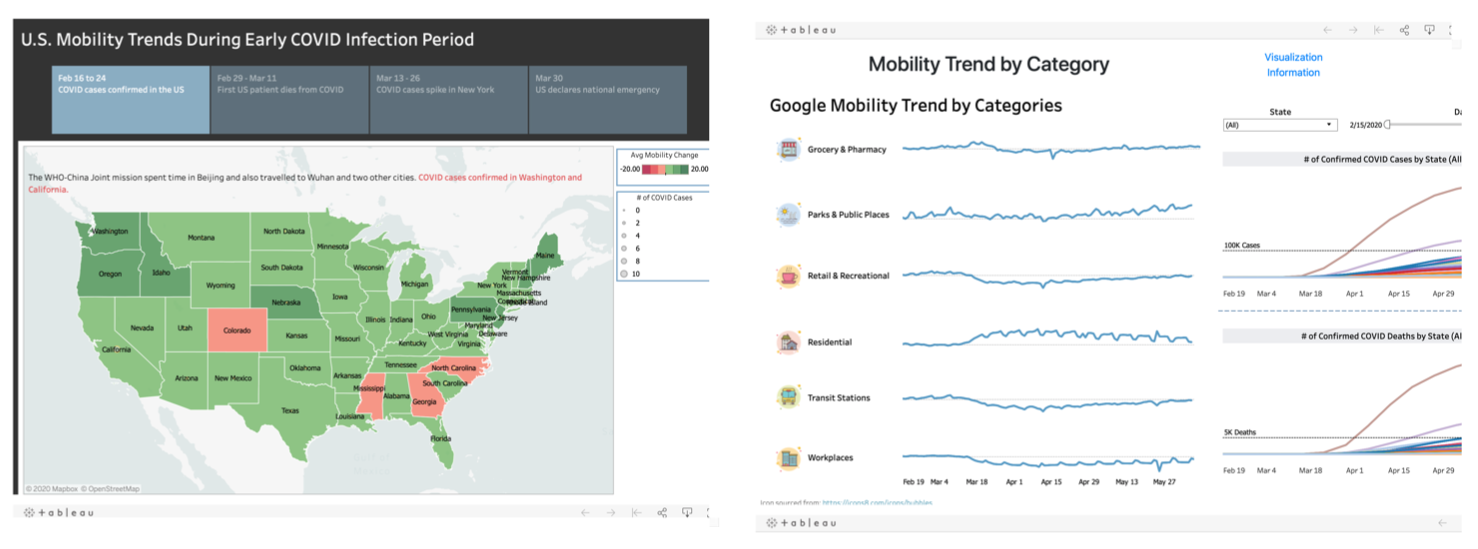 U.S. Mobility Trends During Early COVID Infection Period
Feb 16 to 24
COVID cases confirmed in the US
Feb 29 - Mar 11
First US patient dies from COVID
Mar 13 - 26
COVID cases spike in New York
Mar 30
US declares national emergency
The WHO-China Joint mission spent time in Beijing and also travelled to Wuhan and two other cities. COVID cases confirmed in Washington and
California.
Avg Mobility Change
-20.00 20.00
# of COVID Cases
0
2
4
6
8
10
Washington
Montana
North Dakota
Minnesota
Maine
Oregon
Idaho
South Dakota
Wisconsin
Vermont
New Hampshire
Wyoming
Michigan
New York
Massachusetts
Rhode Island
Nebraska
Iowa
Pennsylvania
New Jersey
Nevada
Utah
Colorado
Kansas
Missouri
Illinois
Indiana
Ohio
Maryland
Delaware
West Virginia
Virginia
California
Kentucky
Arizona
New Mexico
Oklahoma
Arkansas
Tennessee
North Carolina
South Carolina
Mississippi
Alabama
Georgia
Texas
Louisiana
Florida
© 2020 Mapbox © OpenStreetMap
+ableau
+ableau
Mobility Trend by Category
Visualization
Information
Google Mobility Trend by Categories
Grocery & Pharmacy
Parks & Public Places
Retail & Recreational
Residential
Transit Stations
Workplaces
Feb 19 Mar 4 Mar 18 Apr 1 Apr 15 Apr 29 May 13 May 27
Icon sourced from: https://icons8.com/icons/bubbles
State
(All)
Da
2/15/2020
# of Confirmed COVID Cases by State (All
100K Cases
Feb 19 Mar 4 Mar 18 Apr 1 Apr 15 Apr 29
# of Confirmed COVID Deaths by State (Al
5K Deaths
Feb 19 Mar 4 Mar 18 Apr 1 Apr 15 Apr 29
+ableau